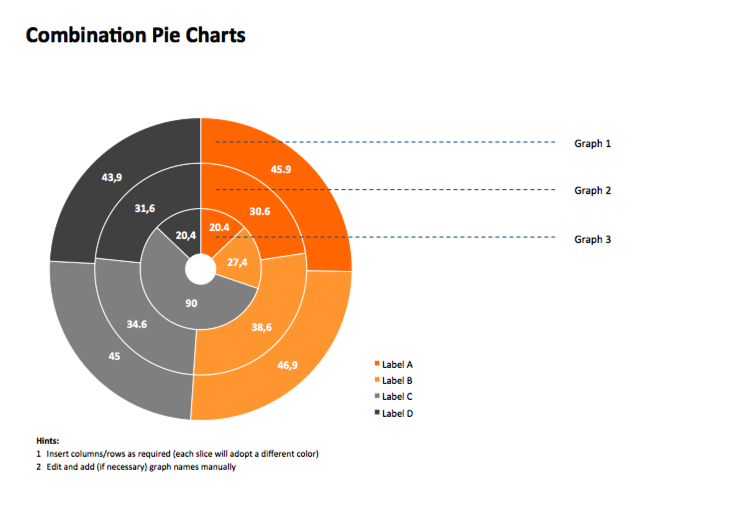 Combination Pie Charts
Graph 1
45.9
43,9
Graph 2
31,6
30.6
20.4
20,4
Graph 3
27,4
90
34.6
38,6
45
46,9
Label A
Label B
Label C
Label D
Hints:
1 Insert columns/rows as required (each slice will adopt a different color)
2 Edit and add (if necessary) graph names manually